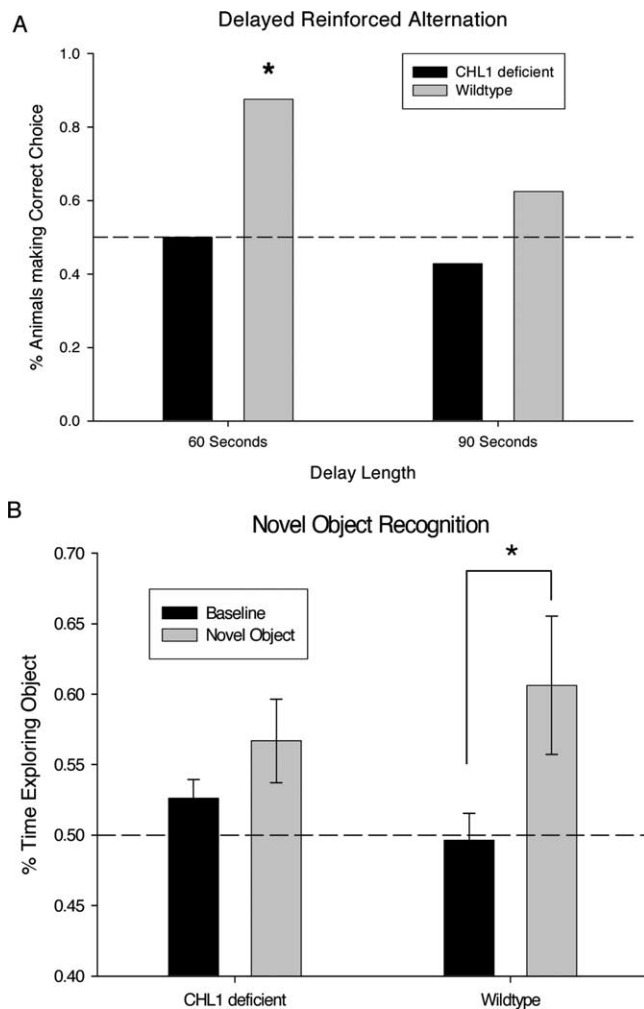 A
Delayed Reinforced Alternation
1.0
0.8
0.6
0.4
0.2
0.0
% Animals making Correct Choice
*
CHL1 deficient
Wildtype
60 Seconds
90 Seconds
Delay Length
B
Novel Object Recognition
0.70
0.65
0.60
0.55
0.50
0.45
0.40
% Time Exploring Object
Baseline
Novel Object
*
CHL1 deficient
Wildtype